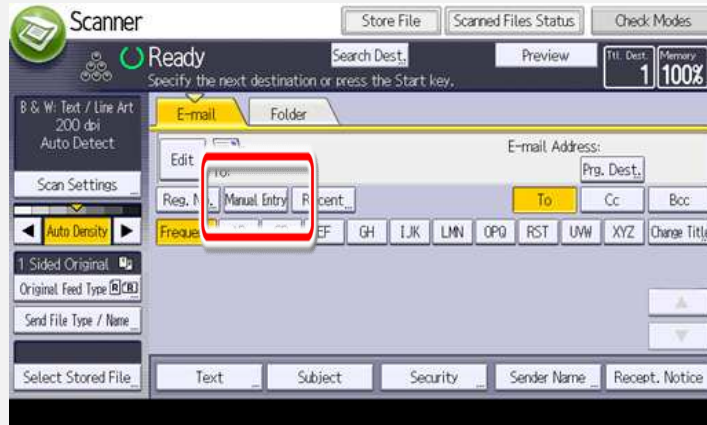 Scanner
Store File
Scanned Files Status
Check Modes
Ready
Search Dest.
Preview
Ttl. Dest.
1
Memory
100%
Specify the next destination or press the Start key.
B & W: Text / Line Art
200 dpi
Auto Detect
Scan Settings
E-mail
Folder
Edit
To:
E-mail Address:
Prg. Dest.
Reg. No.
Manual Entry
Recent
To
Cc
Bcc
Auto Density
Frequent
EF
GH
IJK
LMN
OPQ
RST
UVW
XYZ
Change Title
1 Sided Original
Original Feed Type
Send File Type / Name
Select Stored File
Text
Subject
Security
Sender Name
Recept. Notice